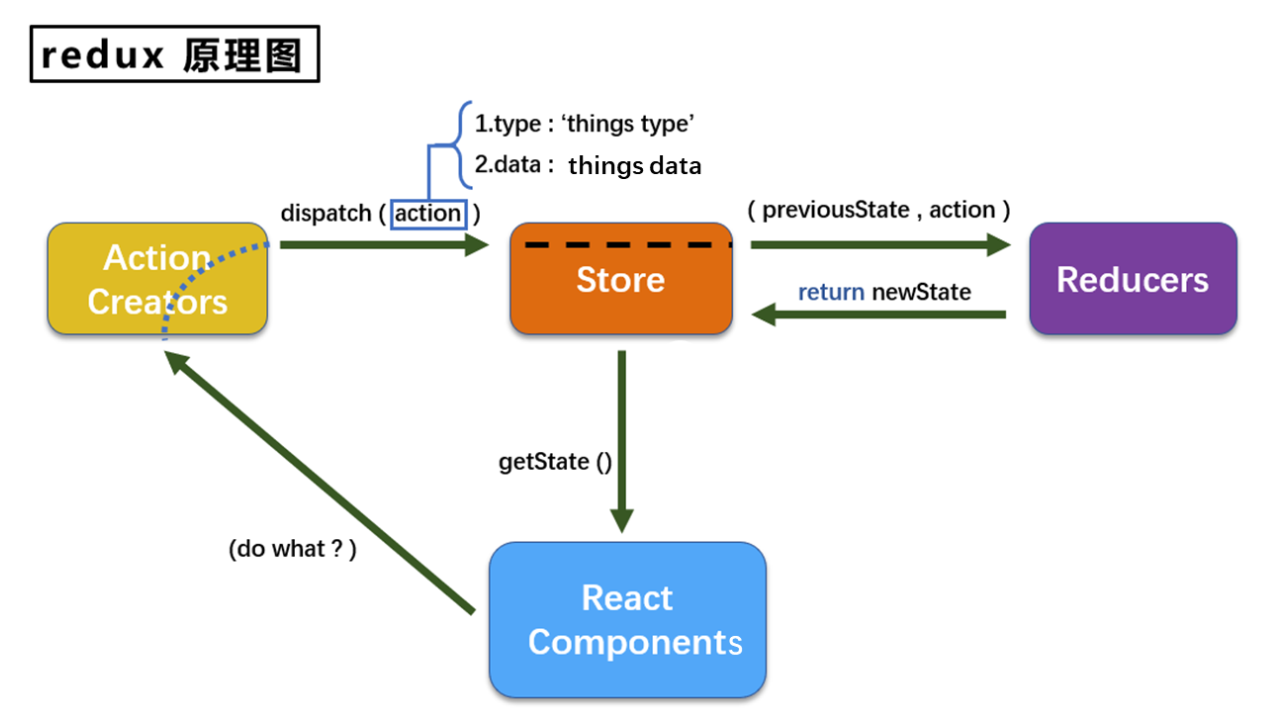 redux 原理图
1.type : ‘things type’
2.data : things data
dispatch ( action )
( previousState , action )
Action
Creators
Store
Reducers
return newState
getState ()
(do what ? )
React
Components